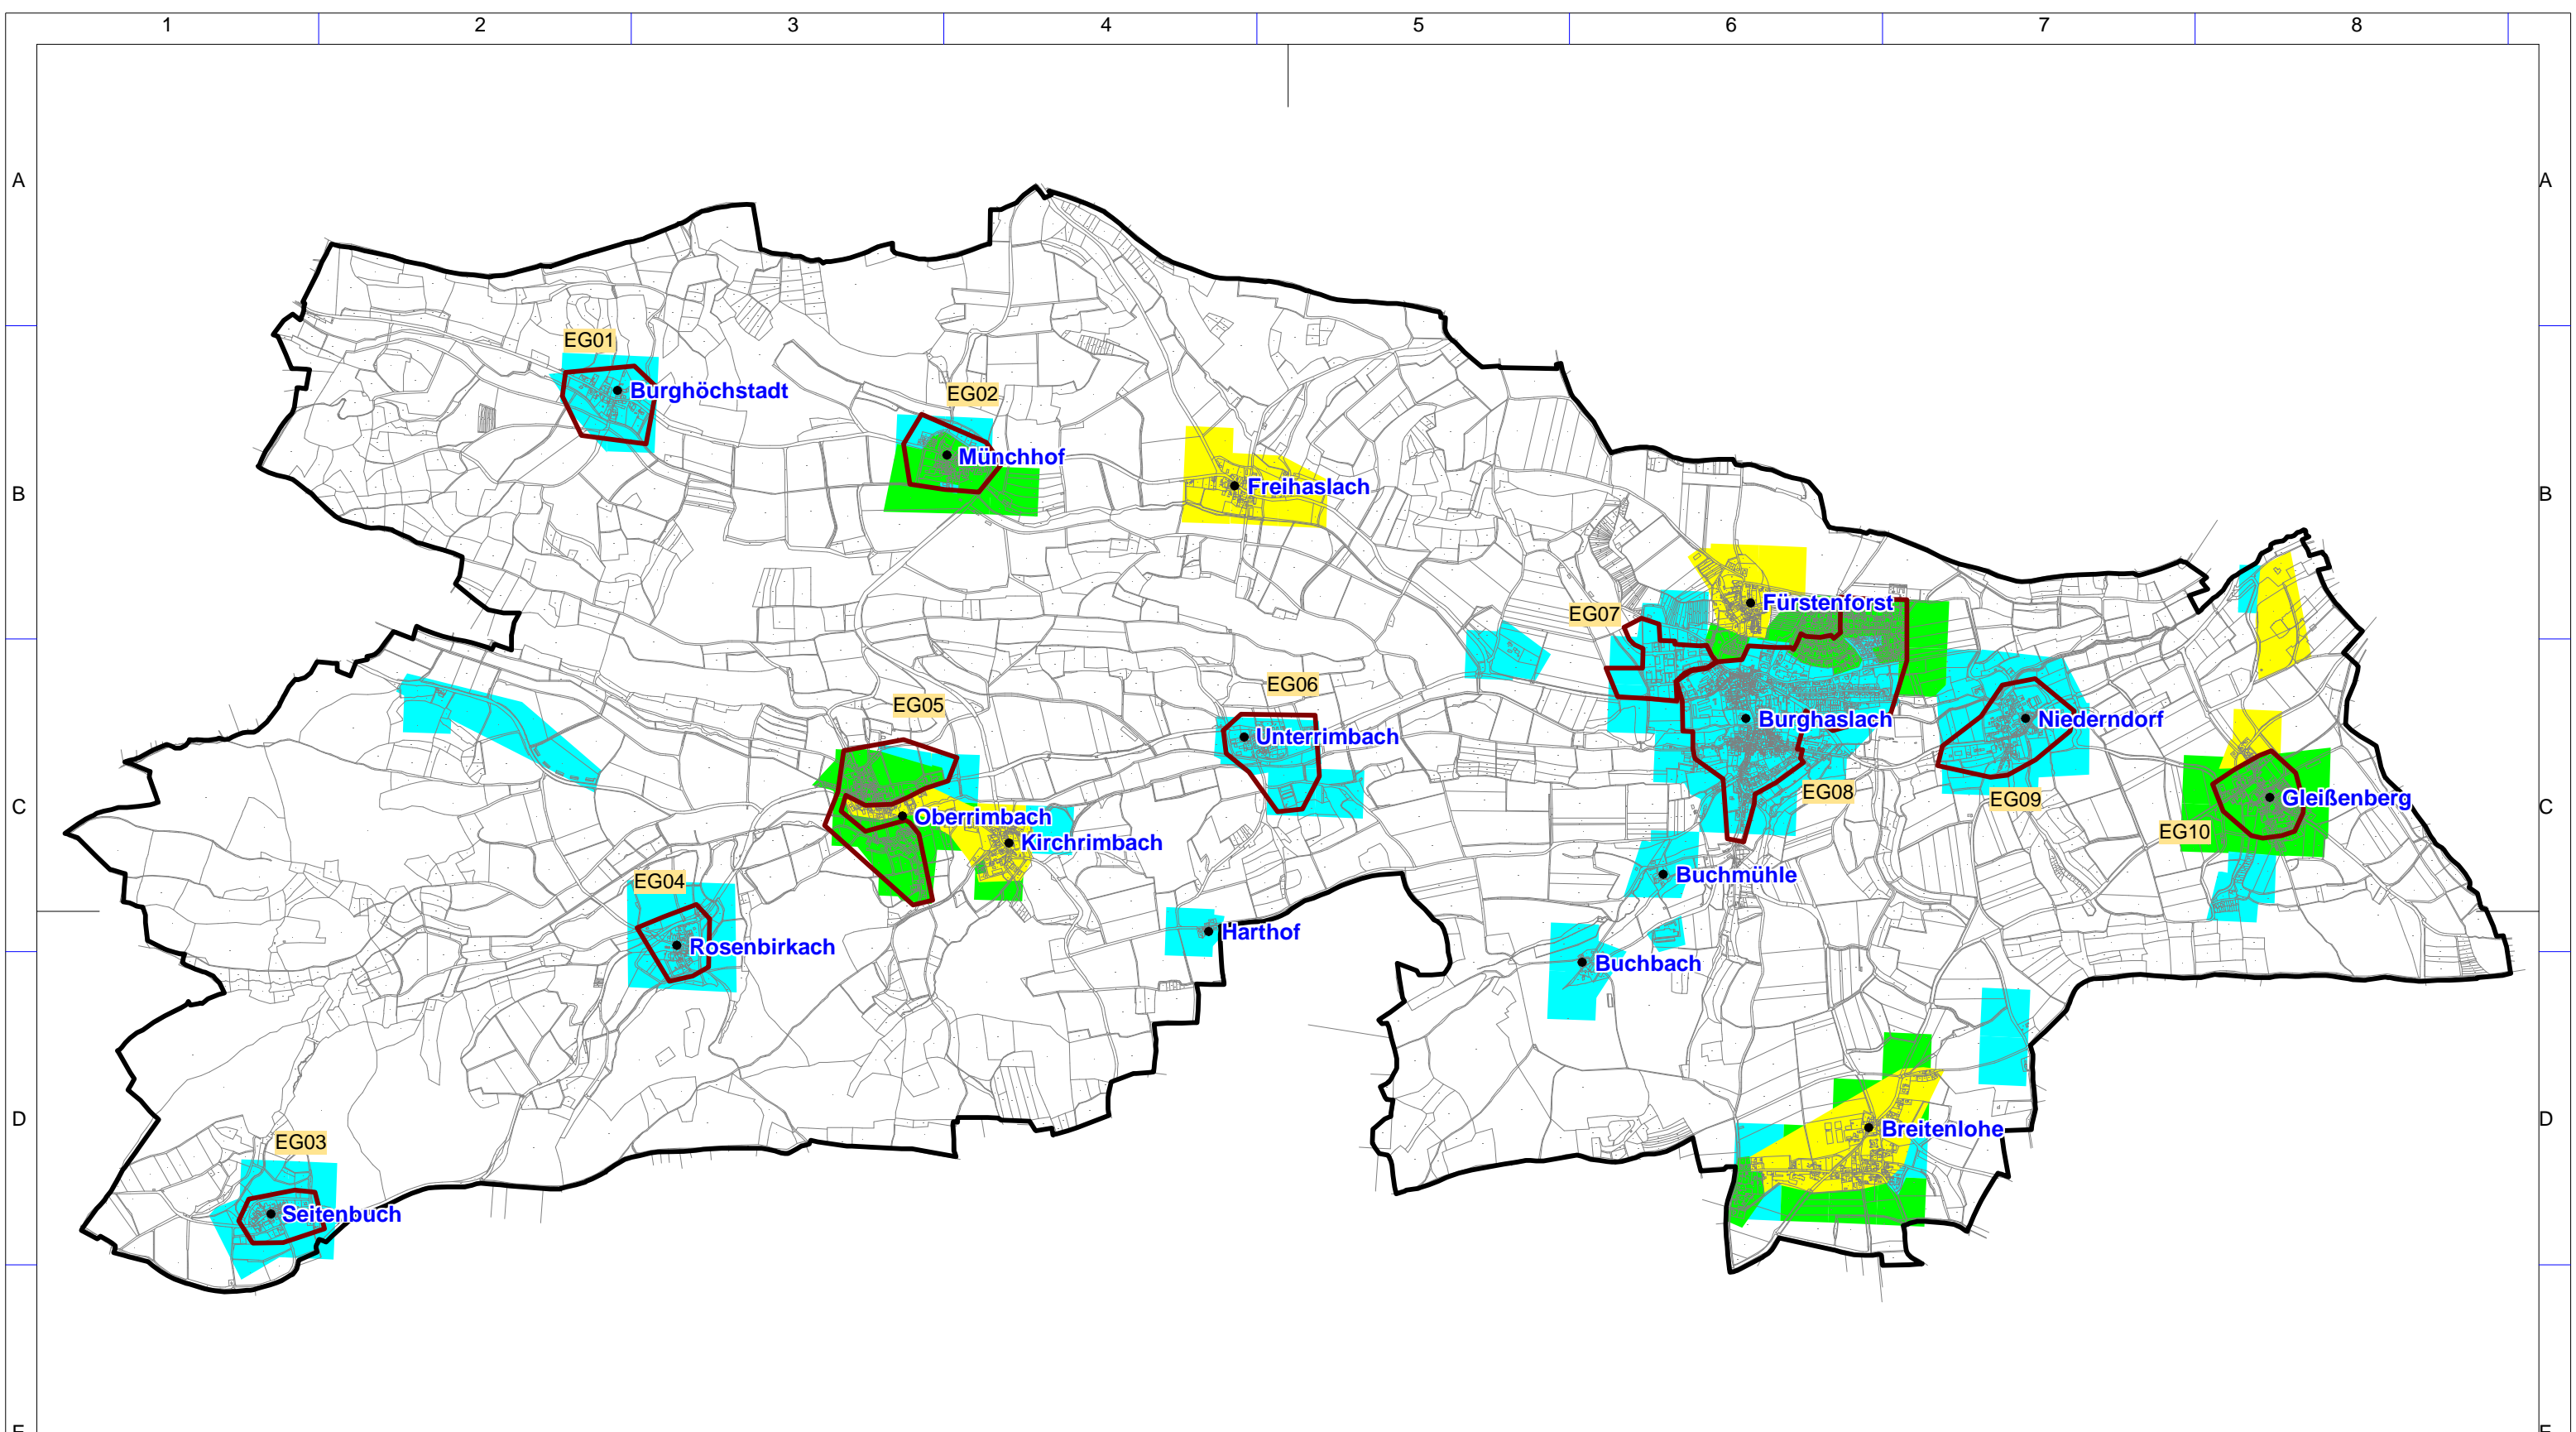 1 2 3 4 5 6 7 8
A A
EG01
Burghöchstadt
EG02
Münchhof
B B
Freihaslach
EG07
Fürstenforst
EG06
EG05
Unterrimbach
Burghaslach
Niederndorf
EG08
EG09
Gleißenberg
C C
Oberrimbach
Kirchrimbach
EG10
Buchmühle
EG04
Harthof
Rosenbirkach
Buchbach
D D
Breitenlohe
EG03
Seitenbuch